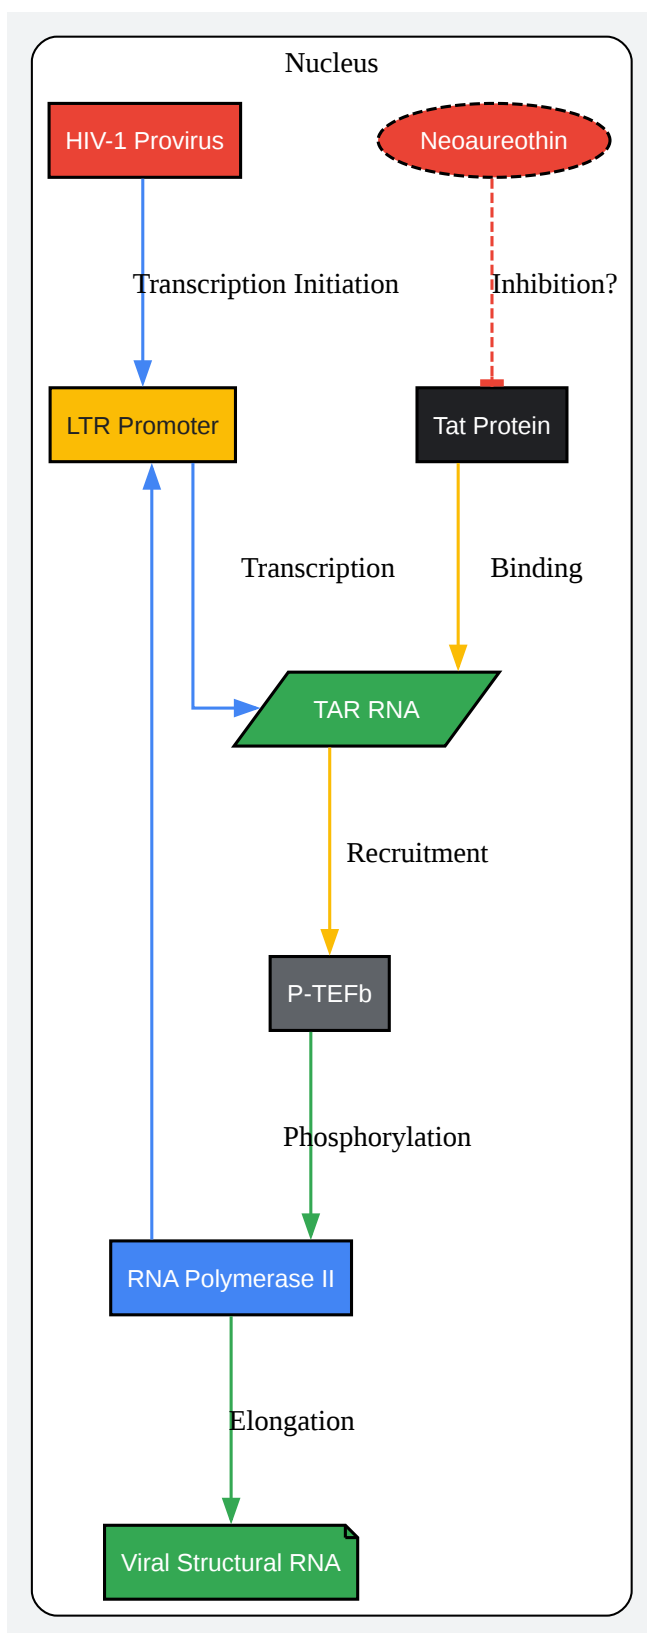 Nucleus
HIV-1 Provirus
Neoaureothin
Transcription Initiation
Inhibition?
LTR Promoter
Tat Protein
Transcription
Binding
TAR RNA
Recruitment
P-TEFb
Phosphorylation
RNA Polymerase II
Elongation
Viral Structural RNA